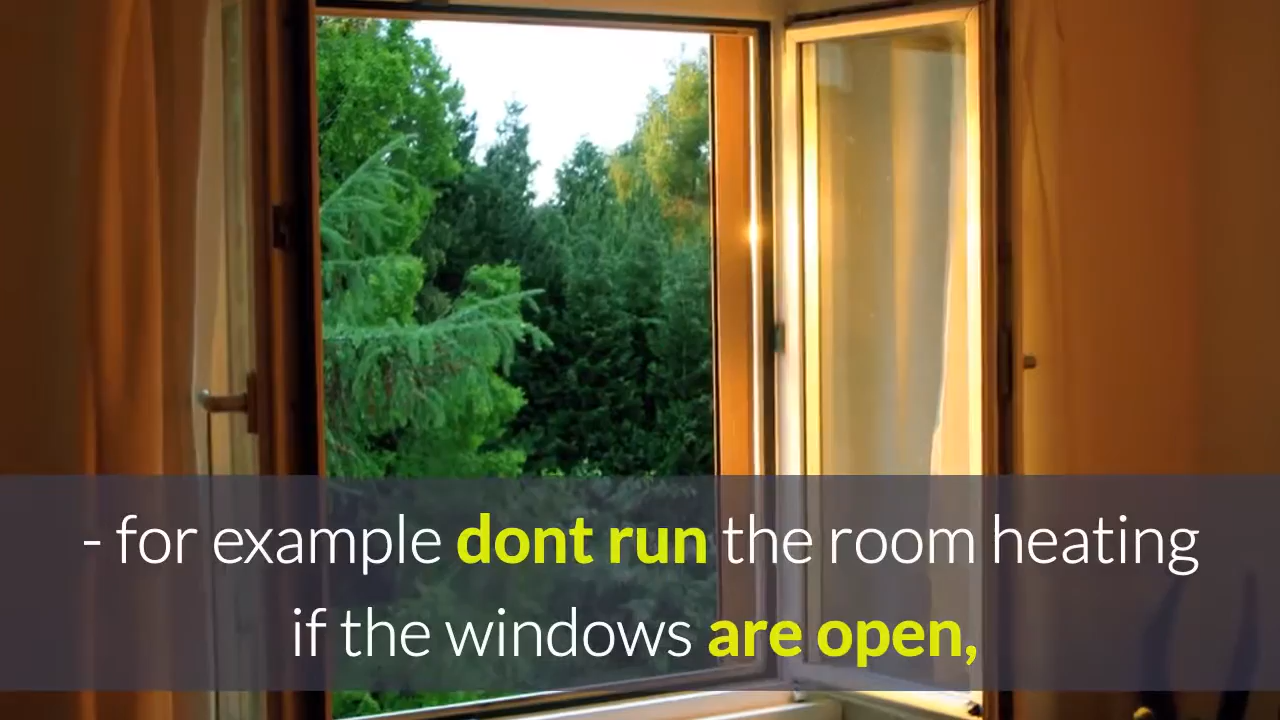 - for example dont run the room heating
if the windows are open,